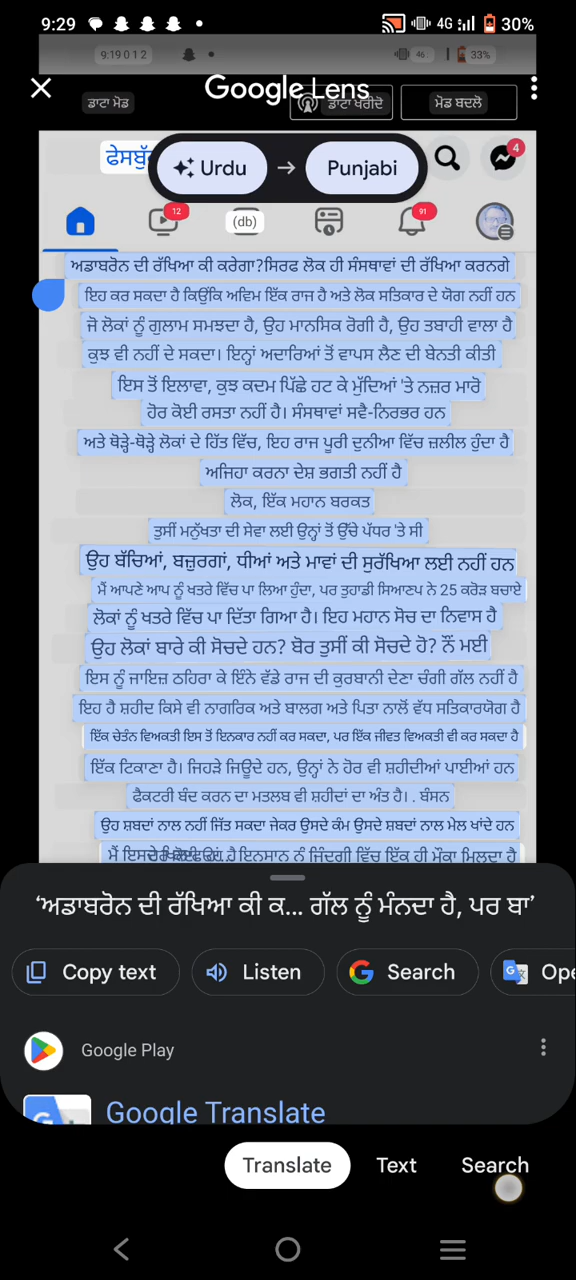 9:29
4G
30%
9:19 0 1 2
46
33%
Google Lens
ਡਾਟਾ ਮੋਡ
ਡਾਟਾ ਖਰੀਦੋ
ਮੋਡ ਬਦਲੋ
Urdu → Punjabi
4
12
(db)
91
ਅਡਾਬਰੋਨ ਦੀ ਰੱਖਿਆ ਕੀ ਕਰੇਗਾ?ਸਿਰਫ ਲੋਕ ਹੀ ਸੰਸਥਾਵਾਂ ਦੀ ਰੱਖਿਆ ਕਰਨਗੇ
ਇਹ ਕਰ ਸਕਦਾ ਹੈ ਕਿਉਂਕਿ ਅਵਿਮ ਇੱਕ ਰਾਜ ਹੈ ਅਤੇ ਲੋਕ ਸਤਿਕਾਰ ਦੇ ਯੋਗ ਨਹੀਂ ਹਨ
ਜੋ ਲੋਕਾਂ ਨੂੰ ਗੁਲਾਮ ਸਮਝਦਾ ਹੈ, ਉਹ ਮਾਨਸਿਕ ਰੋਗੀ ਹੈ, ਉਹ ਤਬਾਹੀ ਵਾਲਾ ਹੈ
ਕੁਝ ਵੀ ਨਹੀਂ ਦੇ ਸਕਦਾ। ਇਨ੍ਹਾਂ ਅਦਾਰਿਆਂ ਤੋਂ ਵਾਪਸ ਲੈਣ ਦੀ ਬੇਨਤੀ ਕੀਤੀ
ਇਸ ਤੋਂ ਇਲਾਵਾ, ਕੁਝ ਕਦਮ ਪਿੱਛੇ ਹਟ ਕੇ ਮੁੱਦਿਆਂ 'ਤੇ ਨਜ਼ਰ ਮਾਰੋ
ਹੋਰ ਕੋਈ ਰਸਤਾ ਨਹੀਂ ਹੈ। ਸੰਸਥਾਵਾਂ ਸਵੈ-ਨਿਰਭਰ ਹਨ
ਅਤੇ ਥੋੜ੍ਹੇ-ਥੋੜ੍ਹੇ ਲੋਕਾਂ ਦੇ ਹਿੱਤ ਵਿੱਚ, ਇਹ ਰਾਜ ਪੂਰੀ ਦੁਨੀਆ ਵਿੱਚ ਜ਼ਲੀਲ ਹੁੰਦਾ ਹੈ
ਅਜਿਹਾ ਕਰਨਾ ਦੇਸ਼ ਭਗਤੀ ਨਹੀਂ ਹੈ
ਲੋਕ, ਇੱਕ ਮਹਾਨ ਬਰਕਤ
ਤੁਸੀਂ ਮਨੁੱਖਤਾ ਦੀ ਸੇਵਾ ਲਈ ਉਨ੍ਹਾਂ ਤੋਂ ਉੱਚੇ ਪੱਧਰ 'ਤੇ ਸੀ
ਉਹ ਬੱਚਿਆਂ, ਬਜ਼ੁਰਗਾਂ, ਧੀਆਂ ਅਤੇ ਮਾਵਾਂ ਦੀ ਸੁਰੱਖਿਆ ਲਈ ਨਹੀਂ ਹਨ
ਮੈਂ ਆਪਣੇ ਆਪ ਨੂੰ ਖਤਰੇ ਵਿੱਚ ਪਾ ਲਿਆ ਹੁੰਦਾ, ਪਰ ਤੁਹਾਡੀ ਸਿਆਣਪ ਨੇ 25 ਕਰੋੜ ਬਚਾਏ
ਲੋਕਾਂ ਨੂੰ ਖਤਰੇ ਵਿੱਚ ਪਾ ਦਿੱਤਾ ਗਿਆ ਹੈ। ਇਹ ਮਹਾਨ ਸੋਚ ਦਾ ਨਿਵਾਸ ਹੈ
ਉਹ ਲੋਕਾਂ ਬਾਰੇ ਕੀ ਸੋਚਦੇ ਹਨ? ਬੋਰ ਤੁਸੀਂ ਕੀ ਸੋਚਦੇ ਹੋ? ਨੌਂ ਮਈ
ਇਸ ਨੂੰ ਜਾਇਜ਼ ਠਹਿਰਾ ਕੇ ਇੰਨੇ ਵੱਡੇ ਰਾਜ ਦੀ ਕੁਰਬਾਨੀ ਦੇਣਾ ਚੰਗੀ ਗੱਲ ਨਹੀਂ ਹੈ
ਇਹ ਹੈ ਸ਼ਹੀਦ ਕਿਸੇ ਵੀ ਨਾਗਰਿਕ ਅਤੇ ਬਾਲਗ ਅਤੇ ਪਿਤਾ ਨਾਲੋਂ ਵੱਧ ਸਤਿਕਾਰਯੋਗ ਹੈ
ਇੱਕ ਚੇਤੰਨ ਵਿਅਕਤੀ ਇਸ ਤੋਂ ਇਨਕਾਰ ਨਹੀਂ ਕਰ ਸਕਦਾ, ਪਰ ਇੱਕ ਜੀਵਤ ਵਿਅਕਤੀ ਵੀ ਕਰ ਸਕਦਾ ਹੈ
ਇੱਕ ਟਿਕਾਣਾ ਹੈ। ਜਿਹੜੇ ਜਿਊਦੇ ਹਨ, ਉਨ੍ਹਾਂ ਨੇ ਹੋਰ ਵੀ ਸ਼ਹੀਦੀਆਂ ਪਾਈਆਂ ਹਨ
ਫੈਕਟਰੀ ਬੰਦ ਕਰਨ ਦਾ ਮਤਲਬ ਵੀ ਸ਼ਹੀਦਾਂ ਦਾ ਅੰਤ ਹੈ। . ਬੰਸਨ
ਉਹ ਸ਼ਬਦਾਂ ਨਾਲ ਨਹੀਂ ਜਿੱਤ ਸਕਦਾ ਜੇਕਰ ਉਸਦੇ ਕੰਮ ਉਸਦੇ ਸ਼ਬਦਾਂ ਨਾਲ ਮੇਲ ਖਾਂਦੇ ਹਨ
ਇਨਸਾਨ ਨੂੰ ਜ਼ਿੰਦਗੀ ਵਿੱਚ ਇੱਕ ਹੀ ਮੌਕਾ ਮਿਲਦਾ ਹੈ
‘ਅਡਾਬਰੋਨ ਦੀ ਰੱਖਿਆ ਕੀ ਕ... ਗੱਲ ਨੂੰ ਮੰਨਦਾ ਹੈ, ਪਰ ਬਾ’
Copy text
Listen
Search
Ope
Google Play
Google Translate
Translate
Text
Search